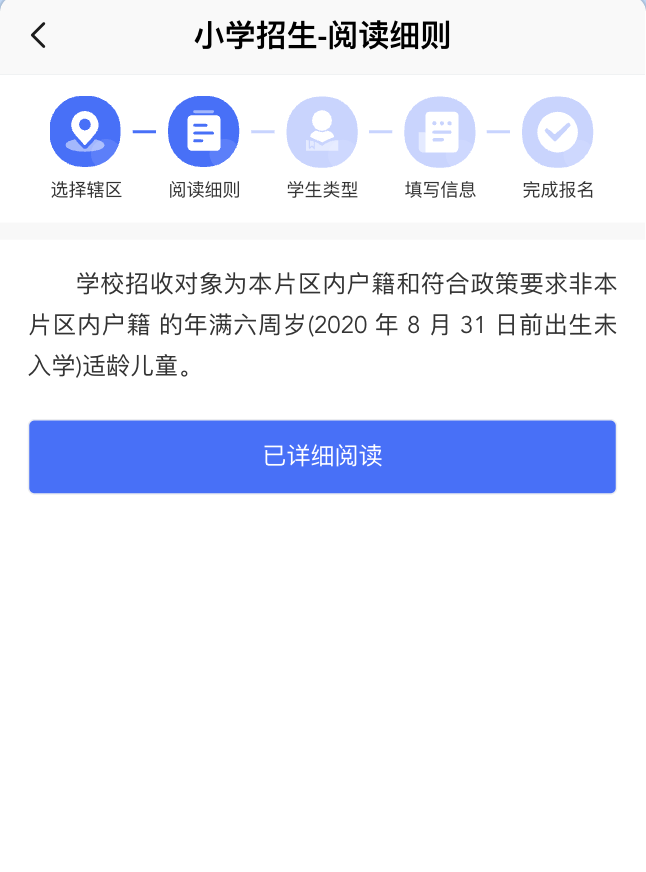 小学招生-阅读细则
选择辖区 阅读细则 学生类型 填写信息 完成报名
学校招收对象为本片区内户籍和符合政策要求非本
片区内户籍 的年满六周岁(2020 年 8 月 31 日前出生未
入学)适龄儿童。
已详细阅读